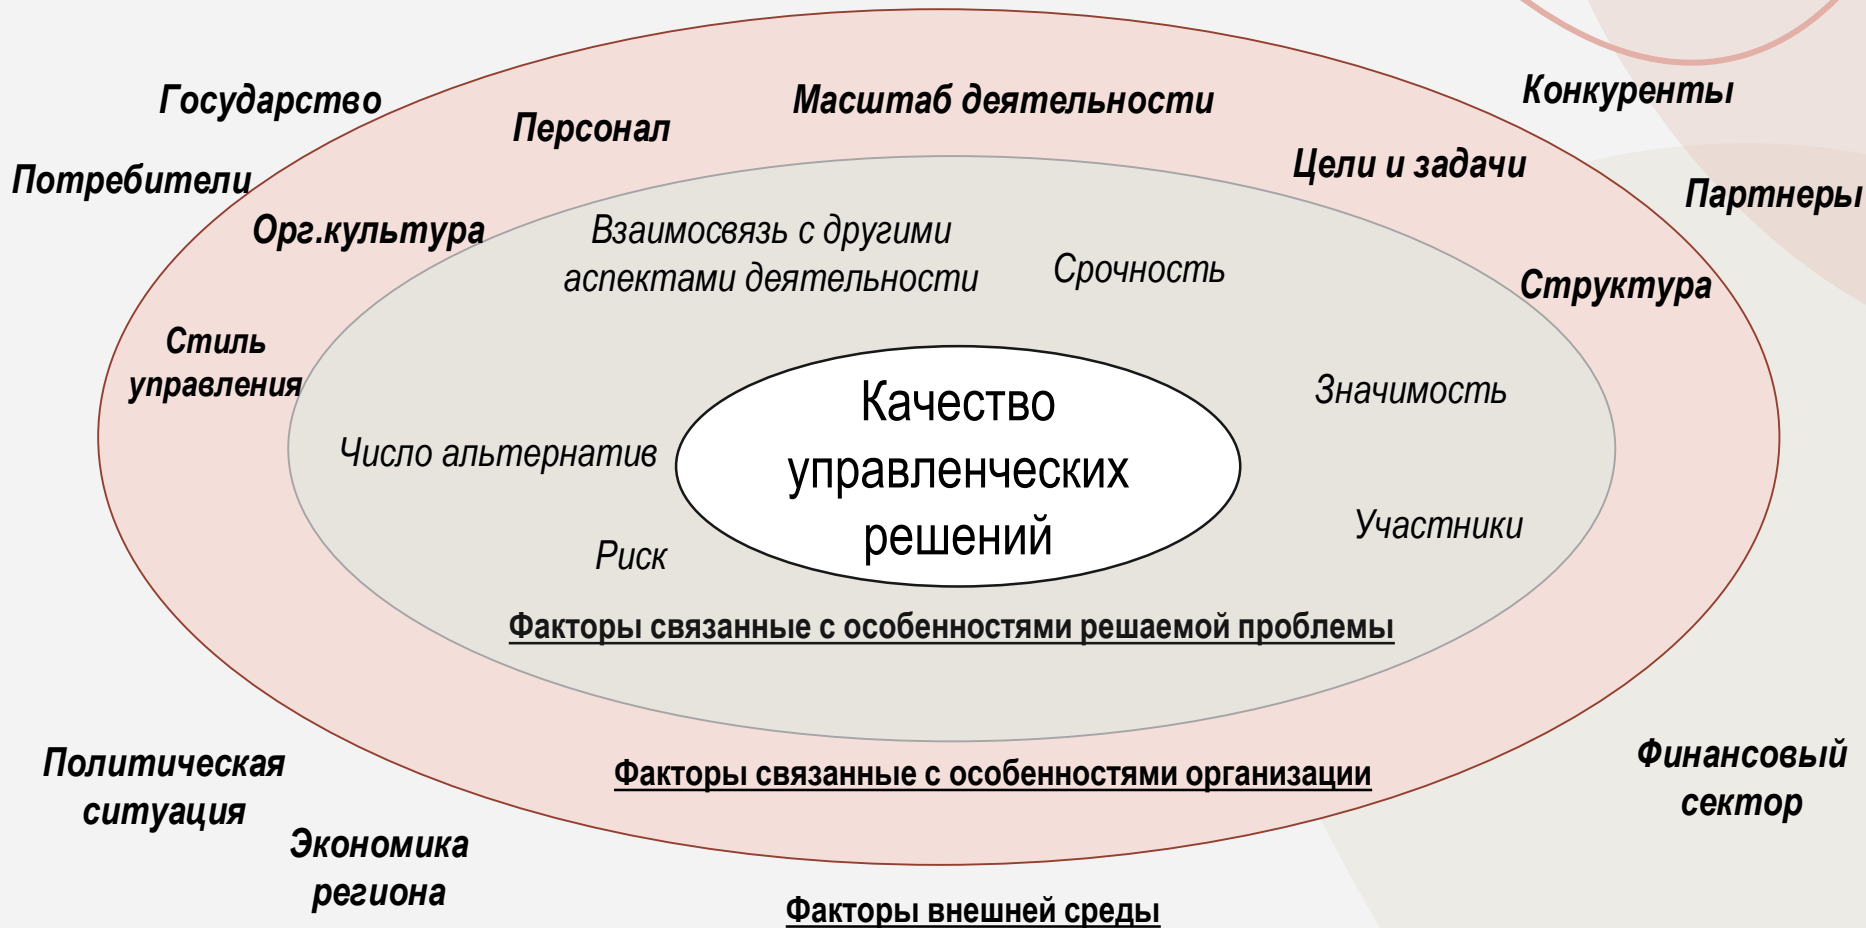 Государство
Персонал
Масштаб деятельности
Конкуренты
Потребители
Цели и задачи
Партнеры
Орг.культура
Взаимосвязь с другими
аспектами деятельности
Срочность
Структура
Стиль
управления
Значимость
Число альтернатив
Качество
управленческих
решений
Участники
Риск
Факторы связанные с особенностями решаемой проблемы
Политическая
ситуация
Факторы связанные с особенностями организации
Финансовый
сектор
Экономика
региона
Факторы внешней среды